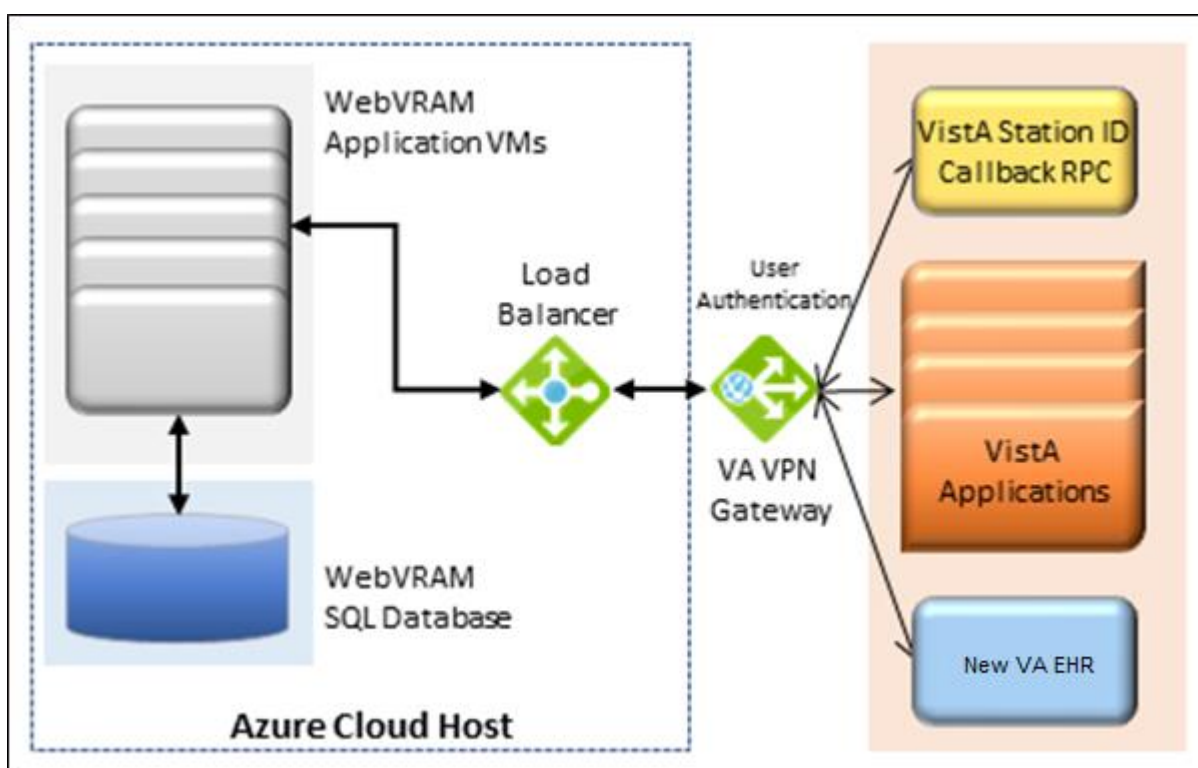 WebVRAM
Application VMs
WebVRAM
SQL Database
Azure Cloud Host
Load
Balancer
User
Authentication
VA VPN
Gateway
VistA Station ID
Callback RPC
VistA
Applications
New VA EHR